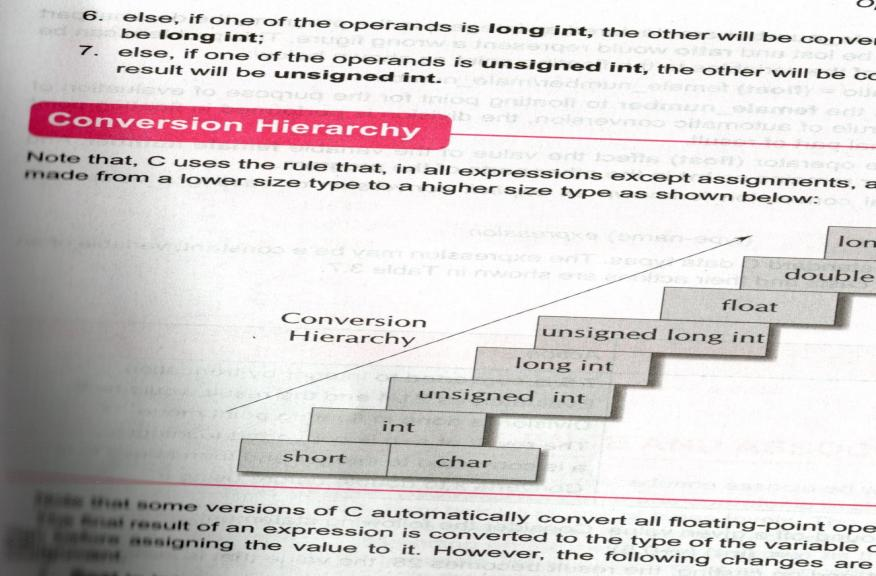 6. else, if one of the operands is long int, the other will be conver
be long int;
7. else, if one of the operands is unsigned int, the other will be co
result will be unsigned int.
Conversion Hierarchy
Note that, C uses the rule that, in all expressions except assignments, a
made from a lower size type to a higher size type as shown below:
lon
double
float
Conversion
Hierarchy
unsigned long int
long int
unsigned int
int
short char
Note that some versions of C automatically convert all floating-point ope
The final result of an expression is converted to the type of the variable o
before assigning the value to it. However, the following changes are